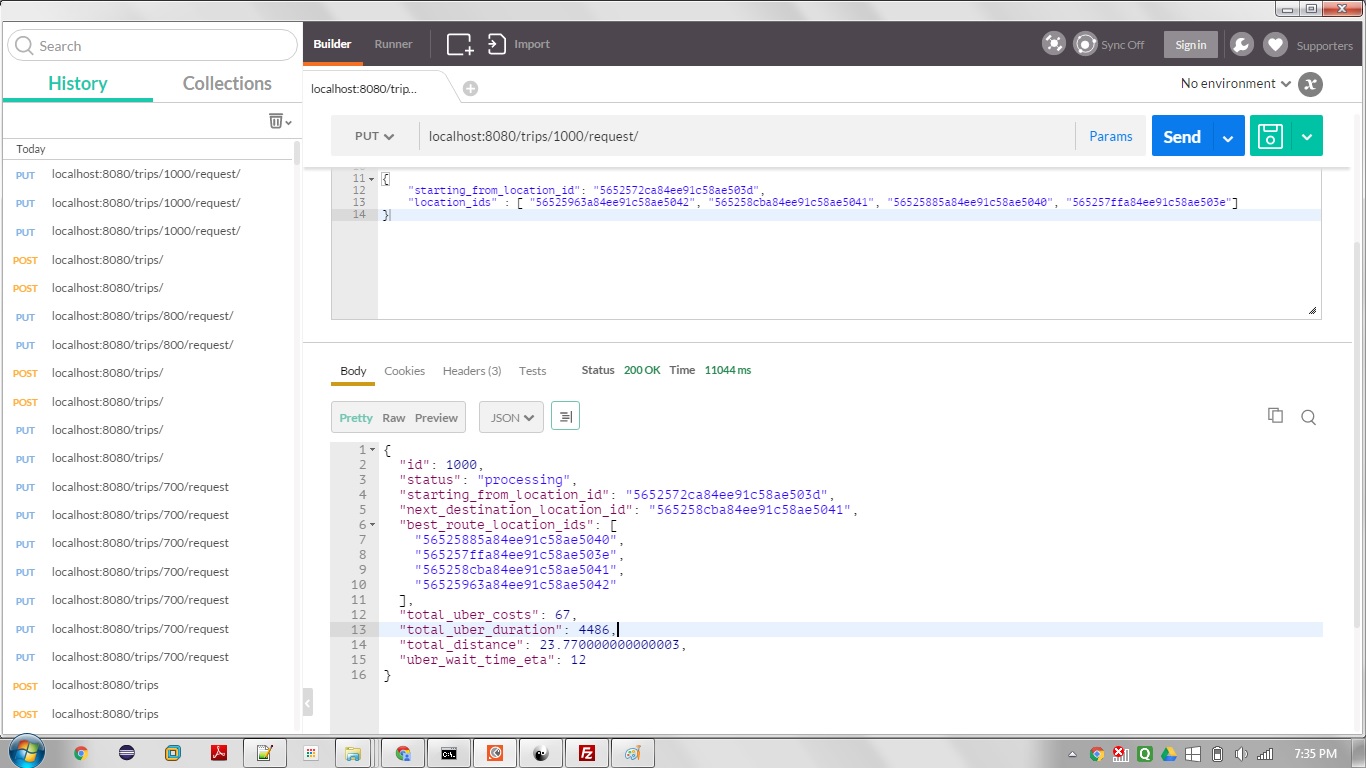 Search
Builder
Runner
Import
Sync Off
Sign in
Supporters
History
Collections
localhost:8080/trip...
No environment
Today
PUT
localhost:8080/trips/1000/request/
Params
Send
PUT localhost:8080/trips/1000/request/
PUT localhost:8080/trips/1000/request/
PUT localhost:8080/trips/1000/request/
POST localhost:8080/trips/
POST localhost:8080/trips/
PUT localhost:8080/trips/800/request/
PUT localhost:8080/trips/800/request/
POST localhost:8080/trips/
POST localhost:8080/trips/
PUT localhost:8080/trips/
PUT localhost:8080/trips/
PUT localhost:8080/trips/700/request
PUT localhost:8080/trips/700/request
PUT localhost:8080/trips/700/request
PUT localhost:8080/trips/700/request
PUT localhost:8080/trips/700/request
PUT localhost:8080/trips/700/request
PUT localhost:8080/trips/700/request
POST localhost:8080/trips
POST localhost:8080/trips
11 {
12 "starting_from_location_id": "5652572ca84ee91c58ae503d",
13 "location_ids" : [ "56525963a84ee91c58ae5042", "565258cba84ee91c58ae5041", "56525885a84ee91c58ae5040", "565257ffa84ee91c58ae503e"]
14 }
Body Cookies Headers (3) Tests Status 200 OK Time 11044 ms
Pretty Raw Preview JSON
1 {
2 "id": 1000,
3 "status": "processing",
4 "starting_from_location_id": "5652572ca84ee91c58ae503d",
5 "next_destination_location_id": "565258cba84ee91c58ae5041",
6 "best_route_location_ids": [
7 "56525885a84ee91c58ae5040",
8 "565257ffa84ee91c58ae503e",
9 "565258cba84ee91c58ae5041",
10 "56525963a84ee91c58ae5042"
11 ],
12 "total_uber_costs": 67,
13 "total_uber_duration": 4486,
14 "total_distance": 23.770000000000003,
15 "uber_wait_time_eta": 12
16 }
7:35 PM